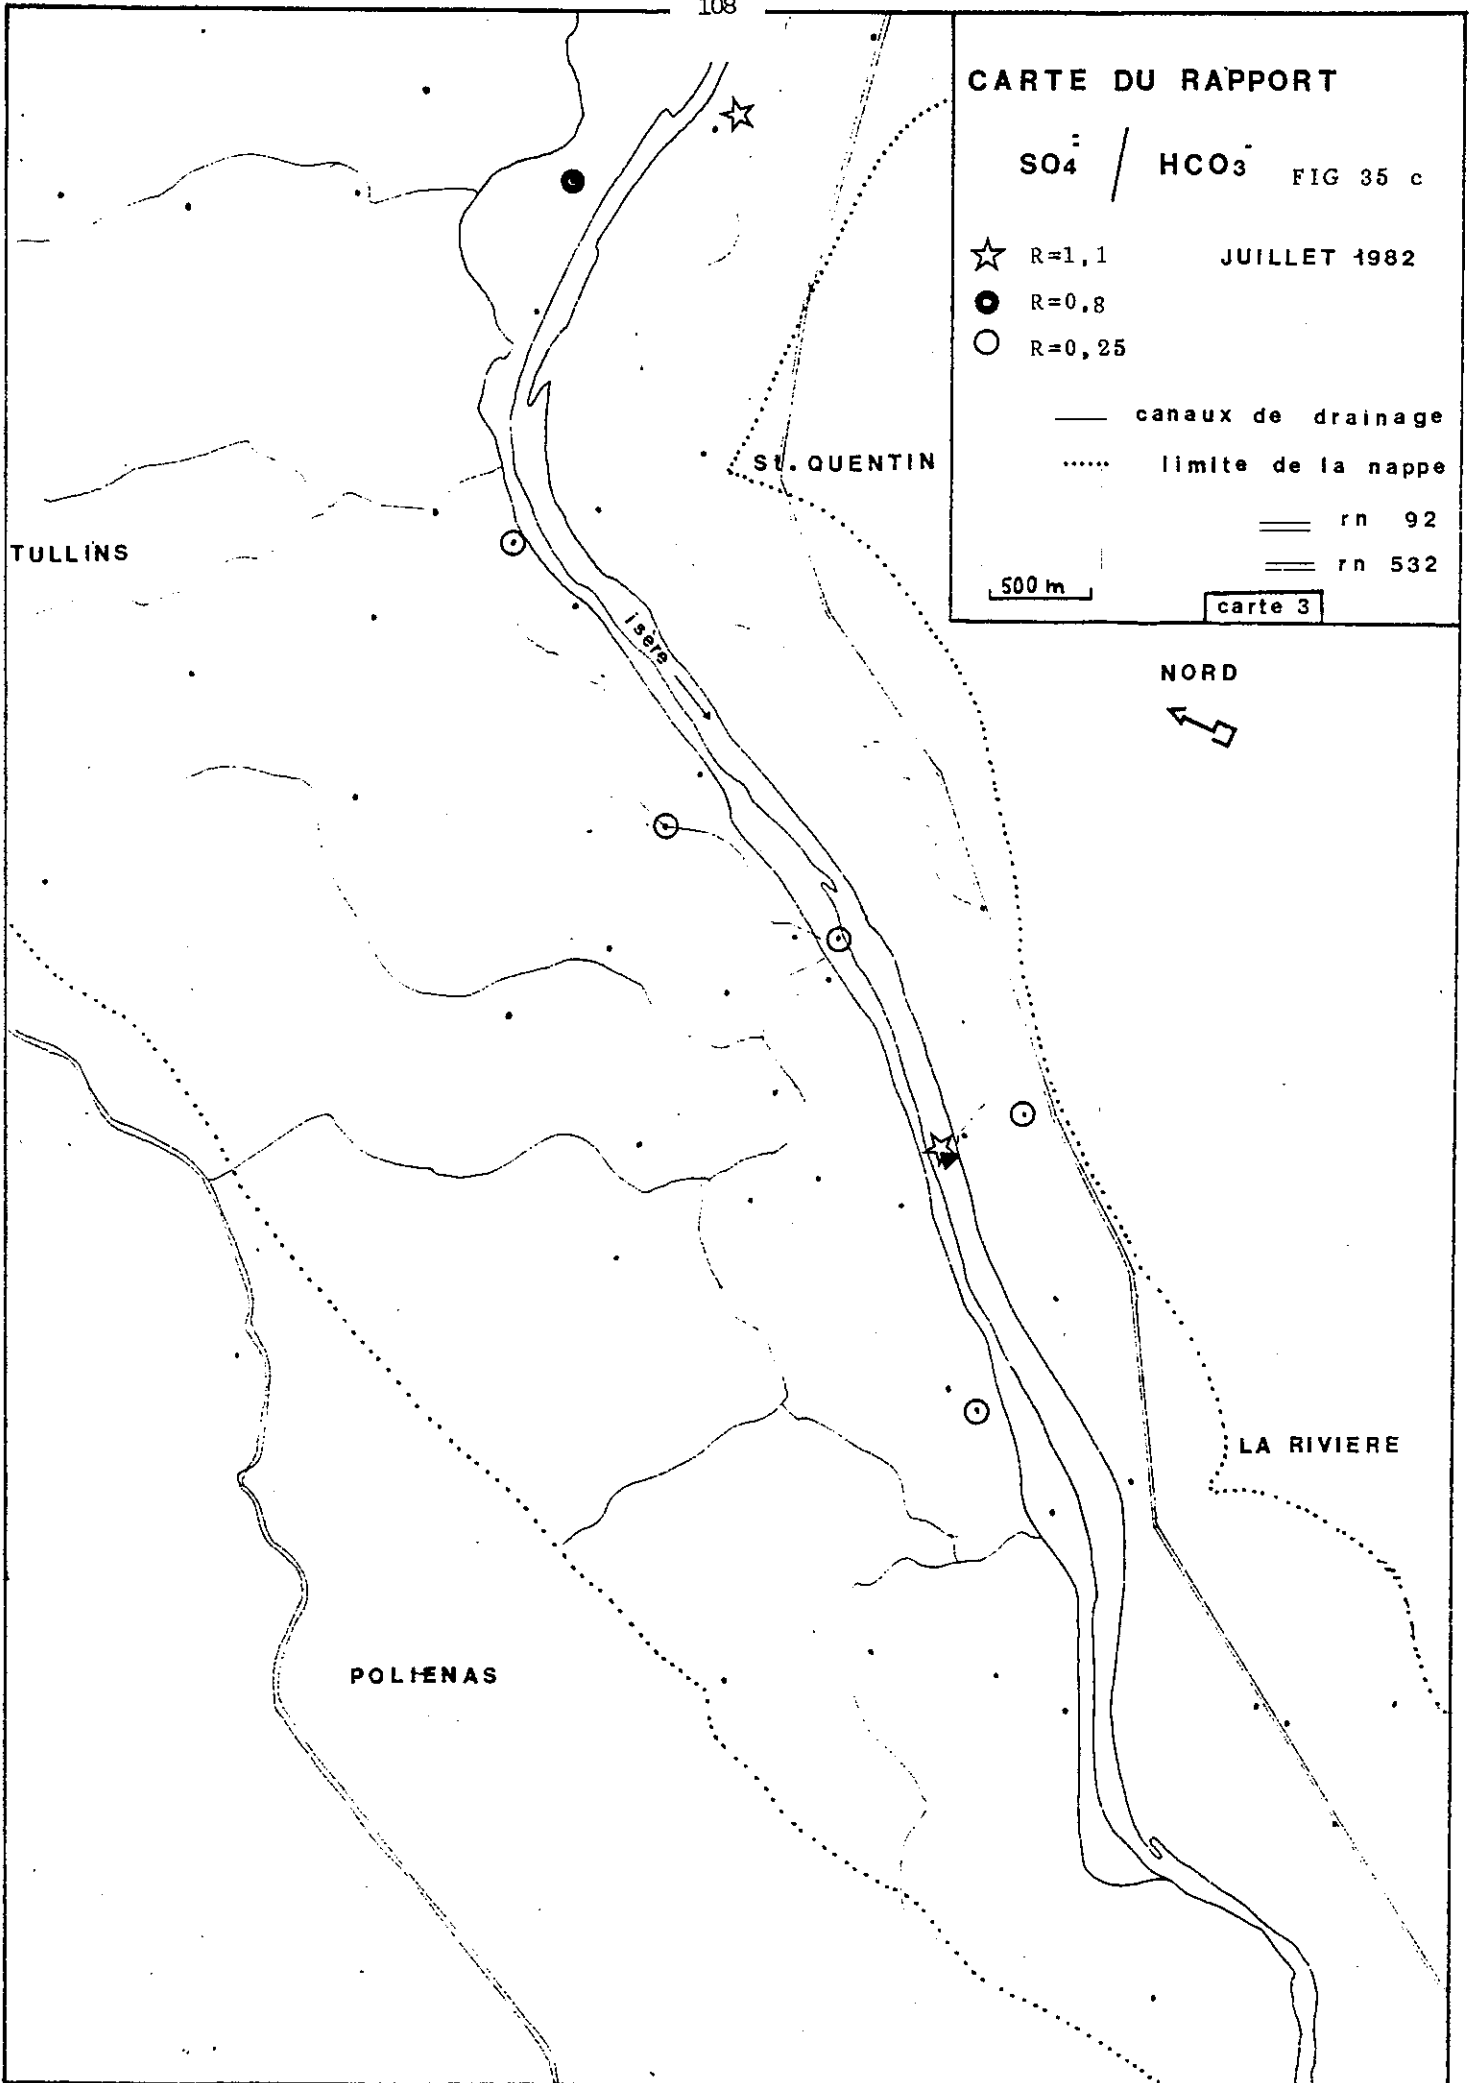 108
CARTE DU RAPPORT
SO4= / HCO3- FIG 35 c
R=1,1 JUILLET 1982
R=0,8
R=0,25
canaux de drainage
limite de la nappe
rn 92
rn 532
500 m
carte 3
NORD
St. QUENTIN
TULLINS
isère
LA RIVIERE
POLIENAS